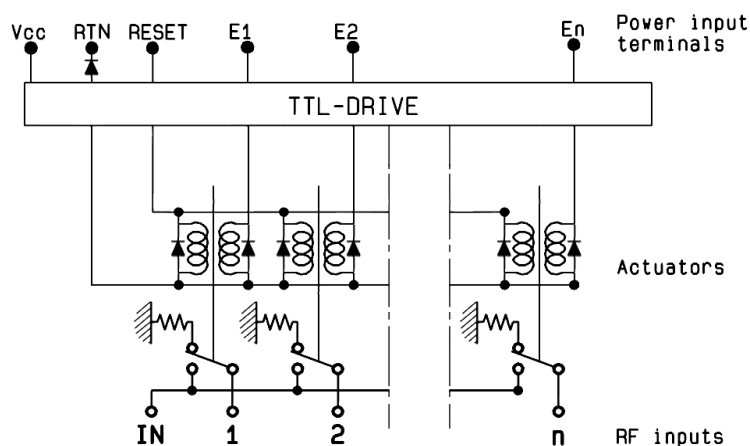 Vcc RTN RESET E1 E2 En Power input
terminals
TTL-DRIVE
Actuators
IN 1 2 n RF inputs